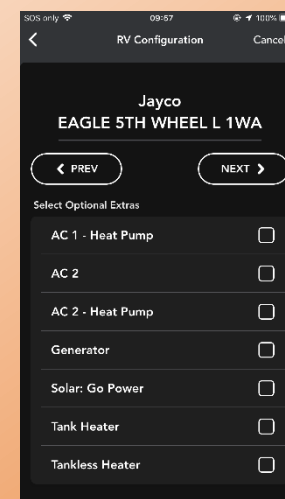 SOS only 09:57 100%
RV Configuration Cancel
Jayco
EAGLE 5TH WHEEL L 1WA
PREV NEXT
Select Optional Extras
AC 1 - Heat Pump
AC 2
AC 2 - Heat Pump
Generator
Solar: Go Power
Tank Heater
Tankless Heater